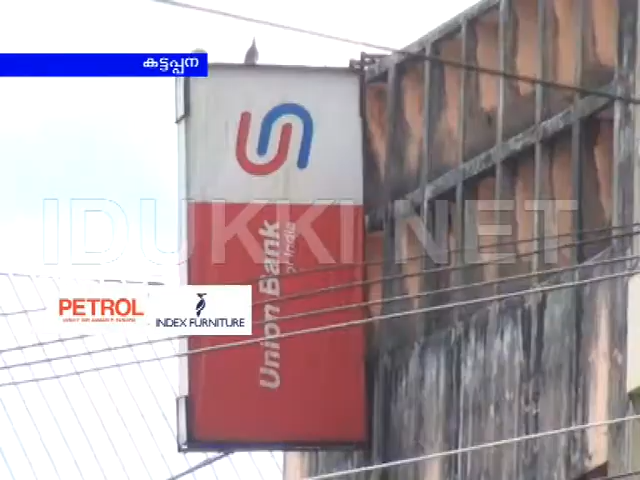 കട്ടപ്പന
IDUKKI NET
Union Bank
of India
PETROL
INDEX FURNITURE